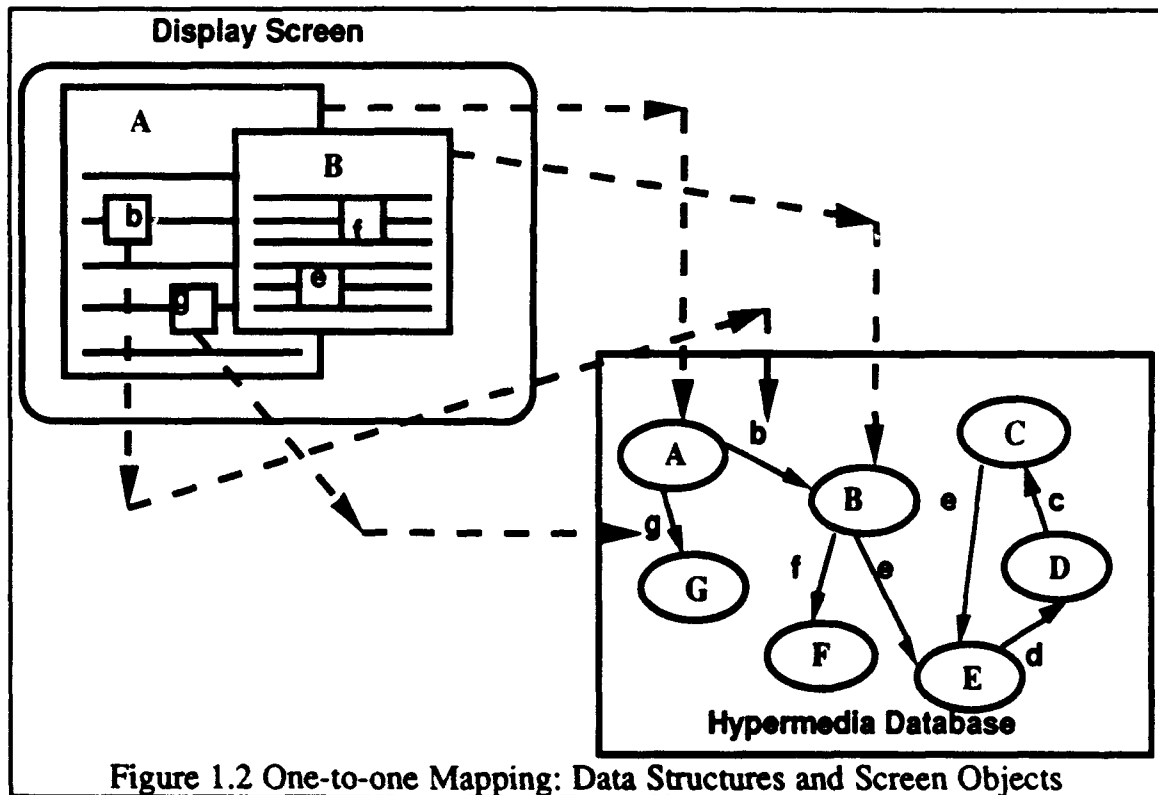 Display Screen
A
B
b
f
e
g
b
C
A
B
e
c
g
D
G
f
e
F
E
d
Hypermedia Database
Figure 1.2 One-to-one Mapping: Data Structures and Screen Objects